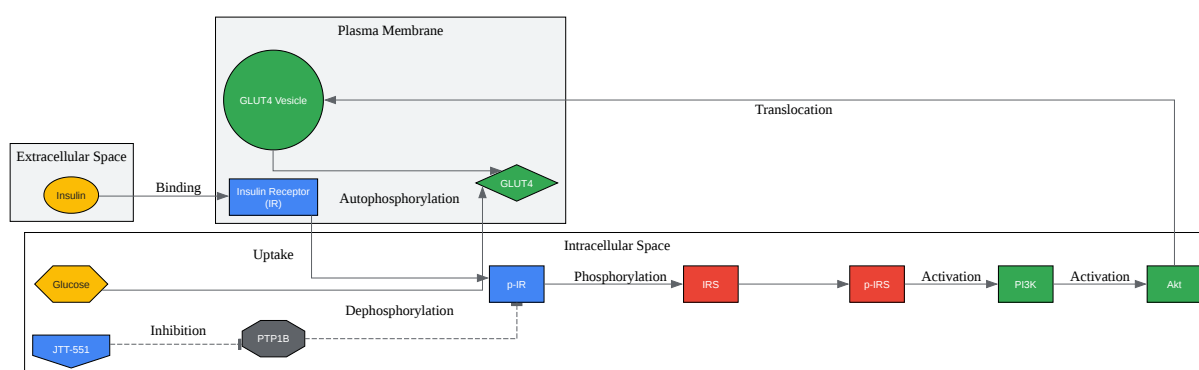 Plasma Membrane
GLUT4 Vesicle
Translocation
Extracellular Space
Insulin
Binding
Insulin Receptor
(IR)
Autophosphorylation
GLUT4
Uptake
Intracellular Space
Glucose
p-IR
Phosphorylation
IRS
p-IRS
Activation
PI3K
Activation
Akt
Dephosphorylation
JTT-551
Inhibition
PTP1B